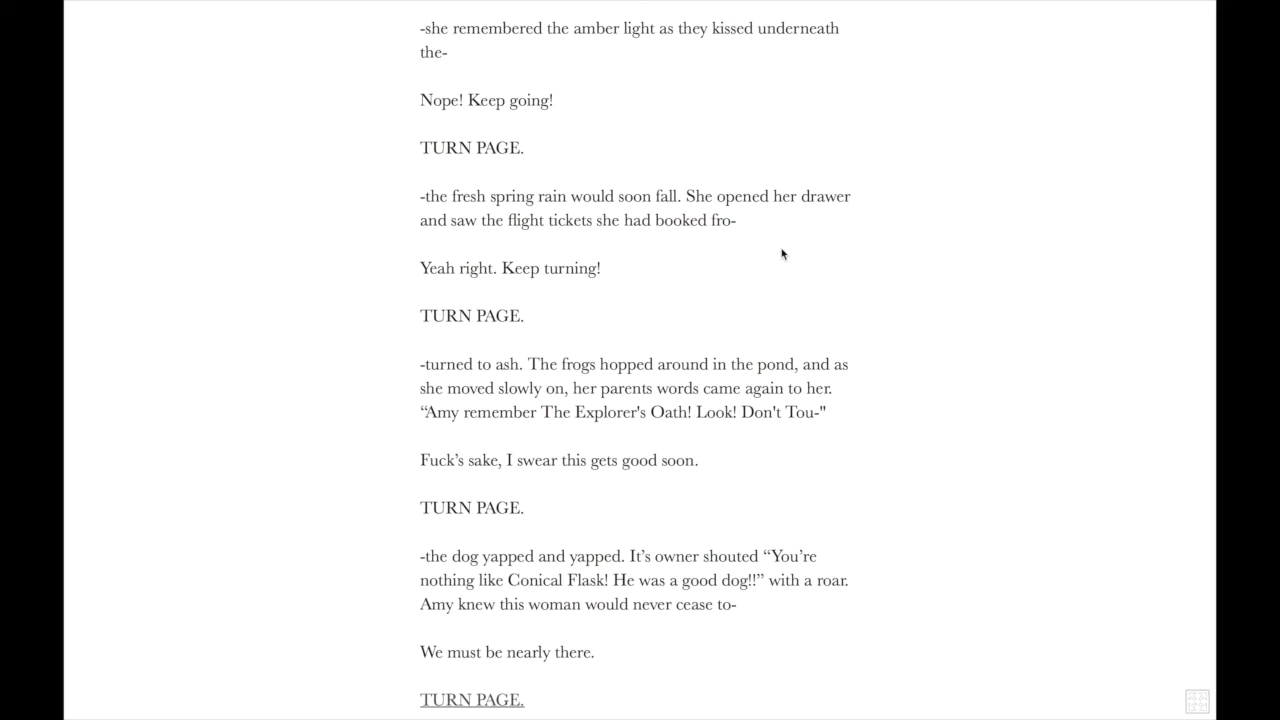 -she remembered the amber light as they kissed underneath
the-
Nope! Keep going!
TURN PAGE.
-the fresh spring rain would soon fall. She opened her drawer
and saw the flight tickets she had booked fro-
Yeah right. Keep turning!
TURN PAGE.
-turned to ash. The frogs hopped around in the pond, and as
she moved slowly on, her parents words came again to her.
“Amy remember The Explorer's Oath! Look! Don't Tou-"
Fuck’s sake, I swear this gets good soon.
TURN PAGE.
-the dog yapped and yapped. It’s owner shouted “You’re
nothing like Conical Flask! He was a good dog!!” with a roar.
Amy knew this woman would never cease to-
We must be nearly there.
TURN PAGE.